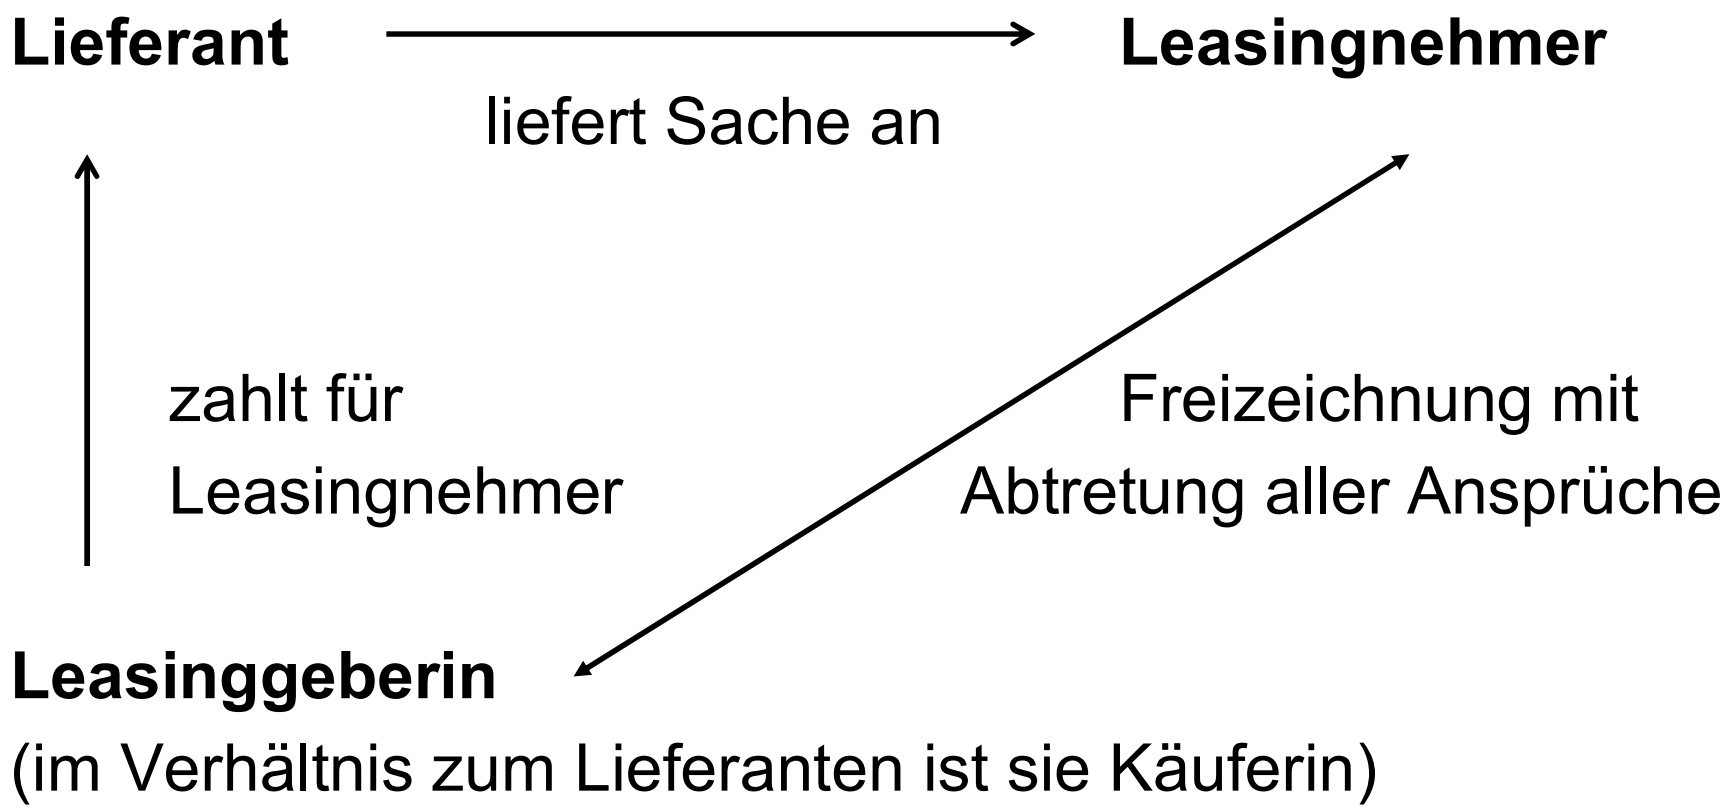 Lieferant
Leasingnehmer
liefert Sache an
zahlt für
Leasingnehmer
Freizeichnung mit
Abtretung aller Ansprüche
Leasinggeberin
(im Verhältnis zum Lieferanten ist sie Käuferin)